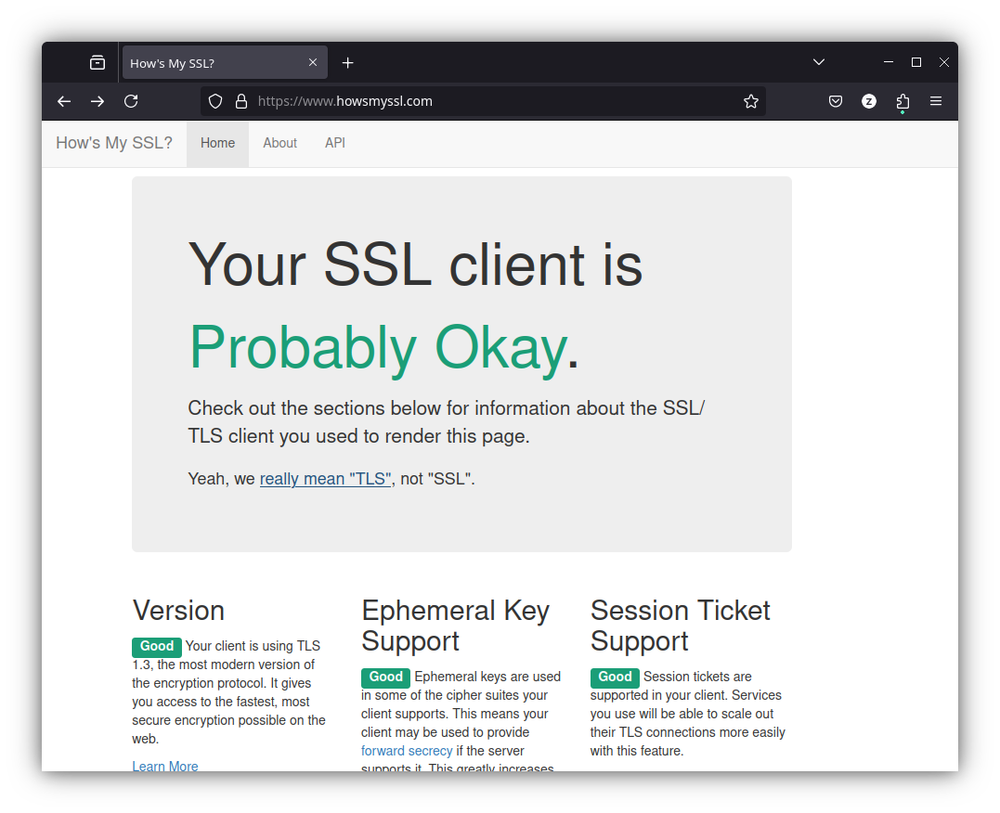 How's My SSL?
https://www.howsmyssl.com
Z
How's My SSL? Home About API
Your SSL client is
Probably Okay.
Check out the sections below for information about the SSL/
TLS client you used to render this page.
Yeah, we really mean "TLS", not "SSL".
Version
Good Your client is using TLS
1.3, the most modern version of
the encryption protocol. It gives
you access to the fastest, most
secure encryption possible on the
web.
Learn More
Ephemeral Key
Support
Good Ephemeral keys are used
in some of the cipher suites your
client supports. This means your
client may be used to provide
forward secrecy if the server
supports it. This greatly increases
Session Ticket
Support
Good Session tickets are
supported in your client. Services
you use will be able to scale out
their TLS connections more easily
with this feature.